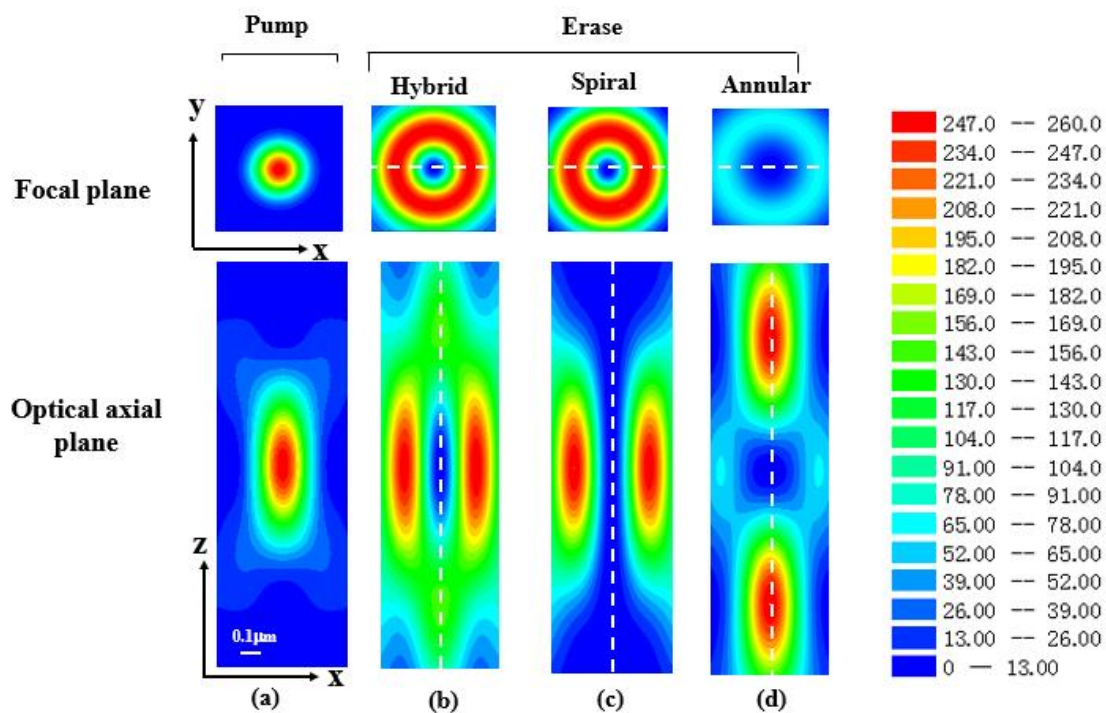 Pump
Erase
Hybrid
Spiral
Annular
y
Focal plane
x
Optical axial
plane
z
0.1μm
x
(a)
(b)
(c)
(d)
247.0 -- 260.0
234.0 -- 247.0
221.0 -- 234.0
208.0 -- 221.0
195.0 -- 208.0
182.0 -- 195.0
169.0 -- 182.0
156.0 -- 169.0
143.0 -- 156.0
130.0 -- 143.0
117.0 -- 130.0
104.0 -- 117.0
91.00 -- 104.0
78.00 -- 91.00
65.00 -- 78.00
52.00 -- 65.00
39.00 -- 52.00
26.00 -- 39.00
13.00 -- 26.00
0 — 13.00